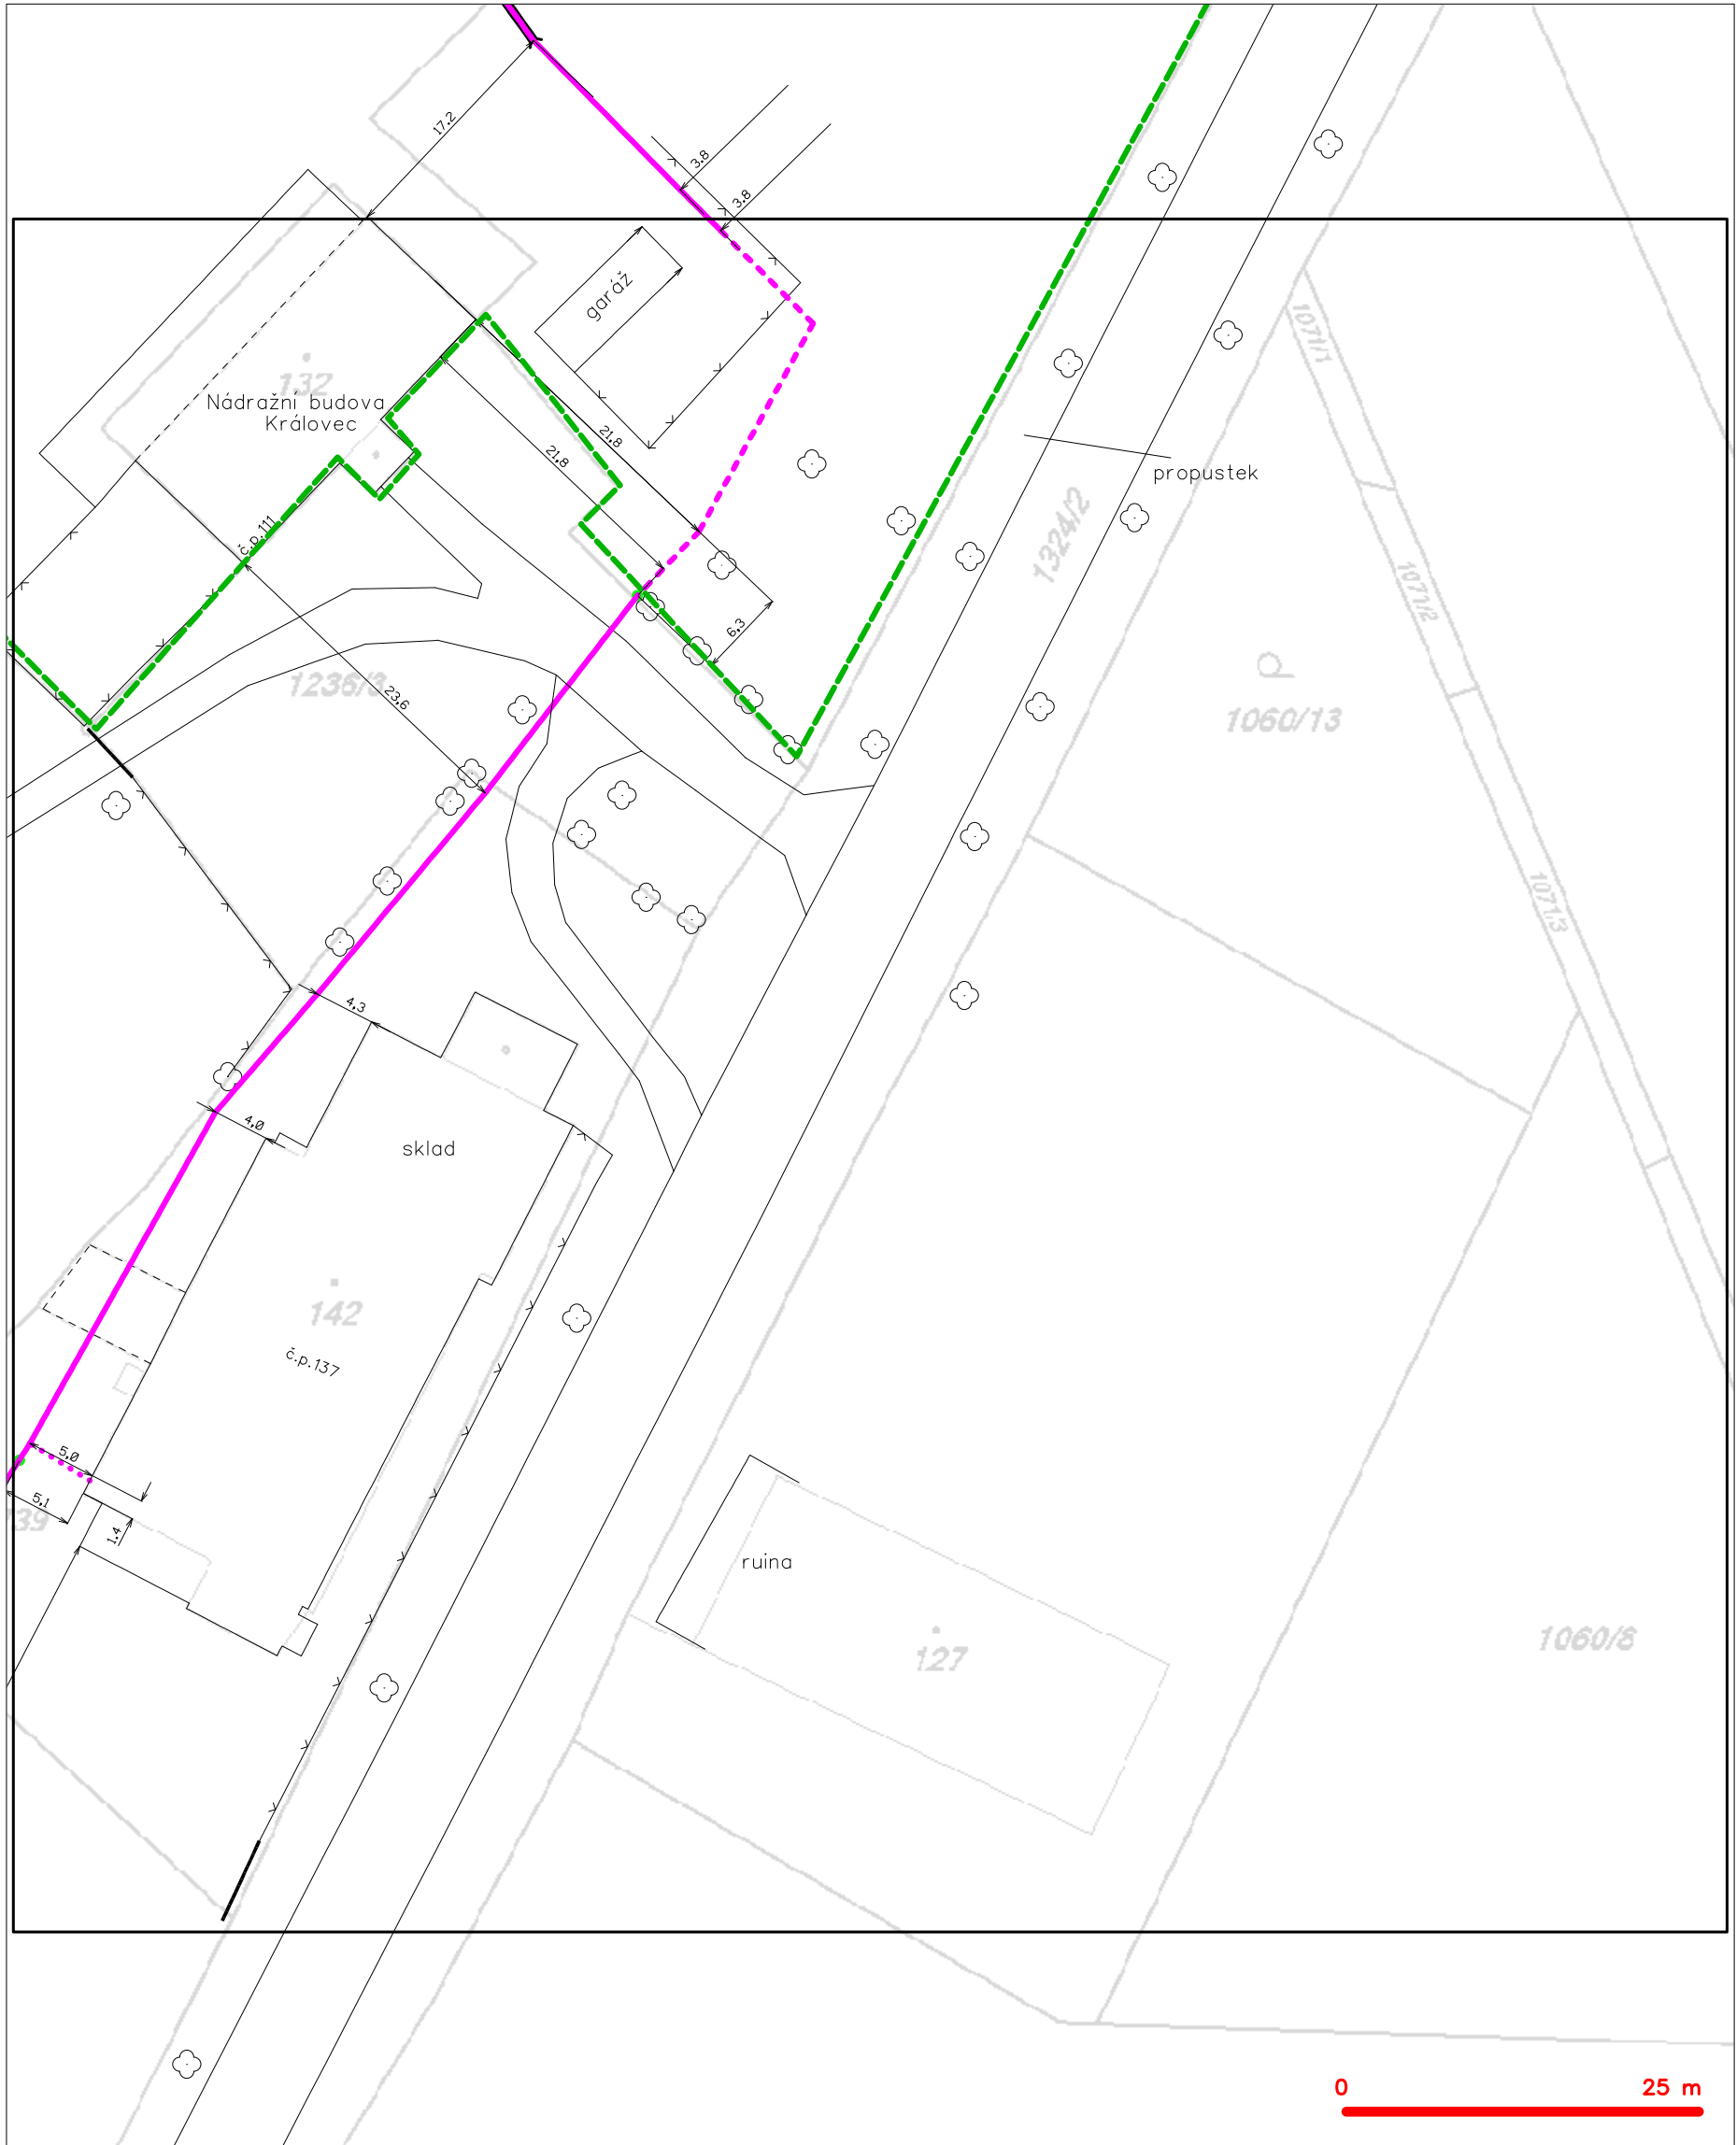 17,2
3.8
3.8
garáž
132
Nádražní budova
Královec
1071/1
21,8
21,8
propustek
č.p.111
1324/2
1071/2
6,3
1236/3
23,6
1060/13
1071/3
4,3
4,0
sklad
142
č.p.137
5,0
5,1
39
1.4
ruina
127
1060/8
0 25 m